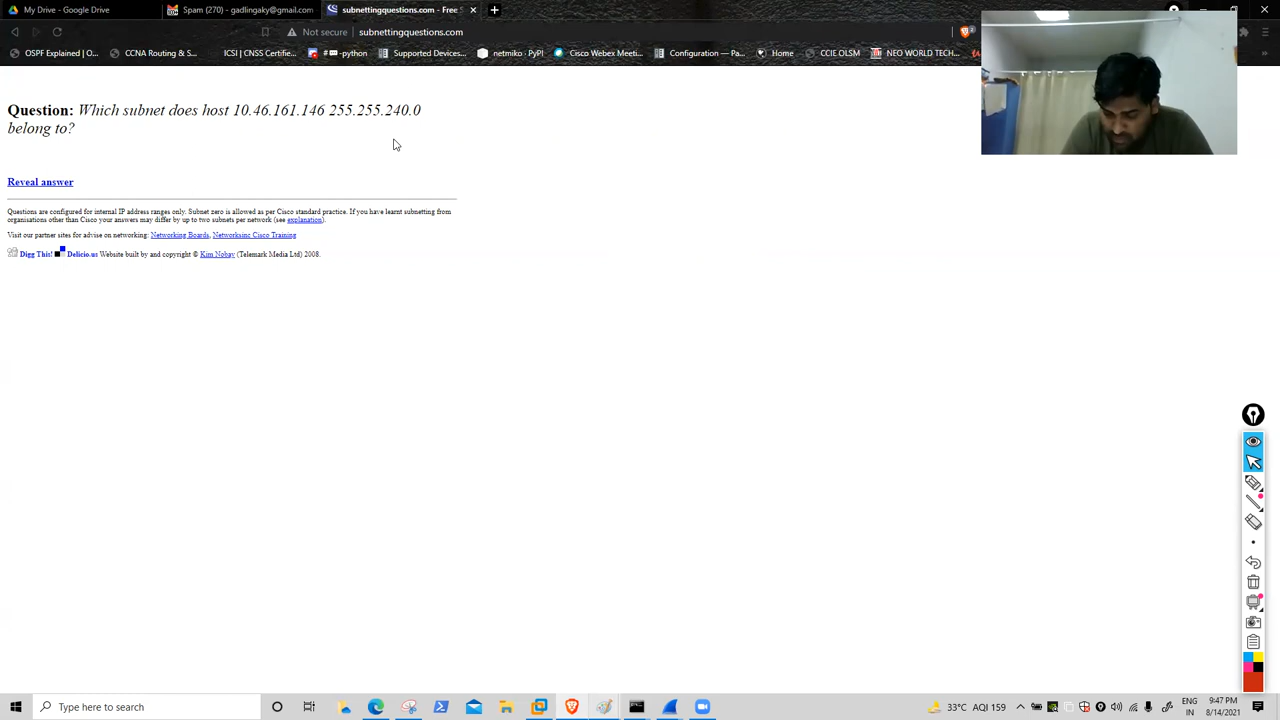 My Drive - Google Drive
Spam (7) - gadlingaky@gmail.com
subnettingquestions.com - Free S
Not secure
subnettingquestions.com
OSPF Explained | O...
CCNA Routing & S...
ICSI | CNSS Certifie...
#💬-python
Supported Devices...
netmiko · PyPI
Cisco Webex Meeti...
Configuration — Pa...
Home
CCIE OLSM
NEO WORLD TECH...
Question: Which subnet does host 10.46.161.146 255.255.240.0
belong to?
Reveal answer
Questions are configured for internal IP address ranges only. Subnet zero is allowed as per Cisco standard practice. If you have learnt subnetting from
organisations other than Cisco your answers may differ by up to two subnets per network (see explanation).
Visit our partner sites for advise on networking: Networking Boards, Networksinc Cisco Training
Digg This! Delicio.us Website built by and copyright © Kim Nobay (Telemark Media Ltd) 2008.
Type here to search
33°C AQI 159
ENG
IN
9:47 PM
8/14/2021